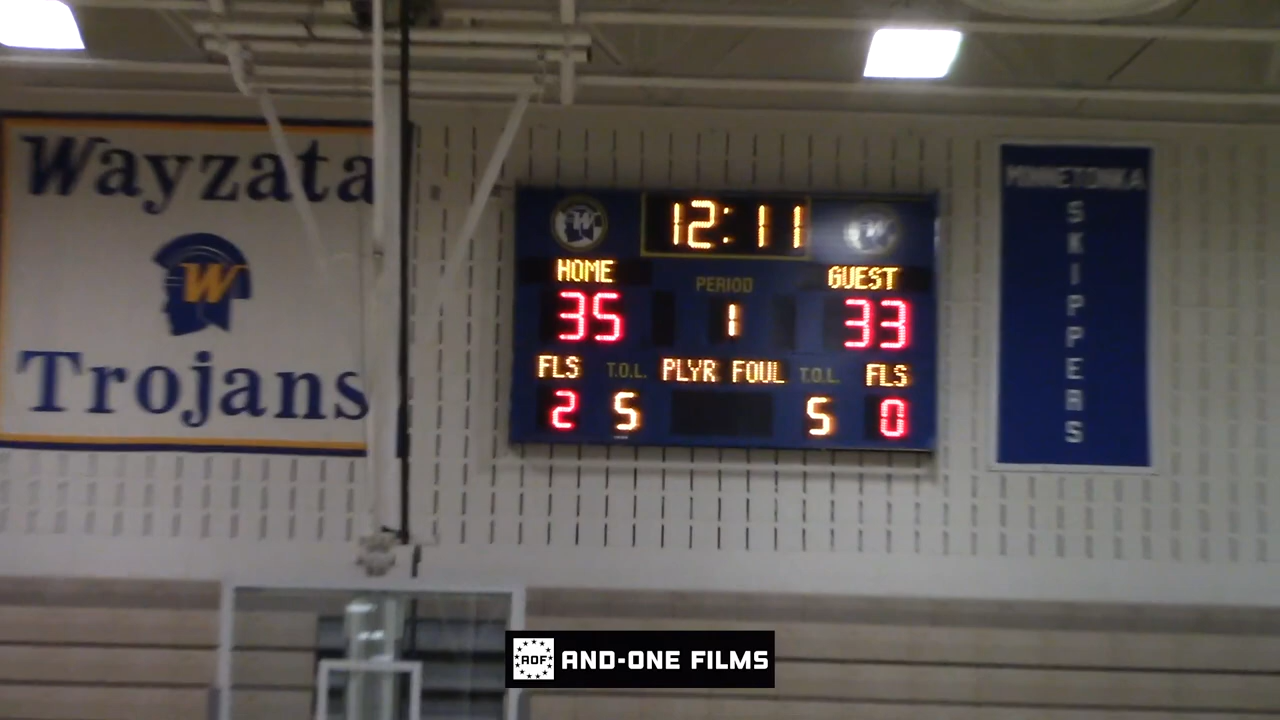 Wayzata
W
Trojans
W
12:11
W
HOME
PERIOD
GUEST
35
1
33
FLS
T.O.L.
PLYR FOUL
T.O.L.
FLS
2
5
5
0
MINNETONKA
SKIPPERS
AOF
AND-ONE FILMS